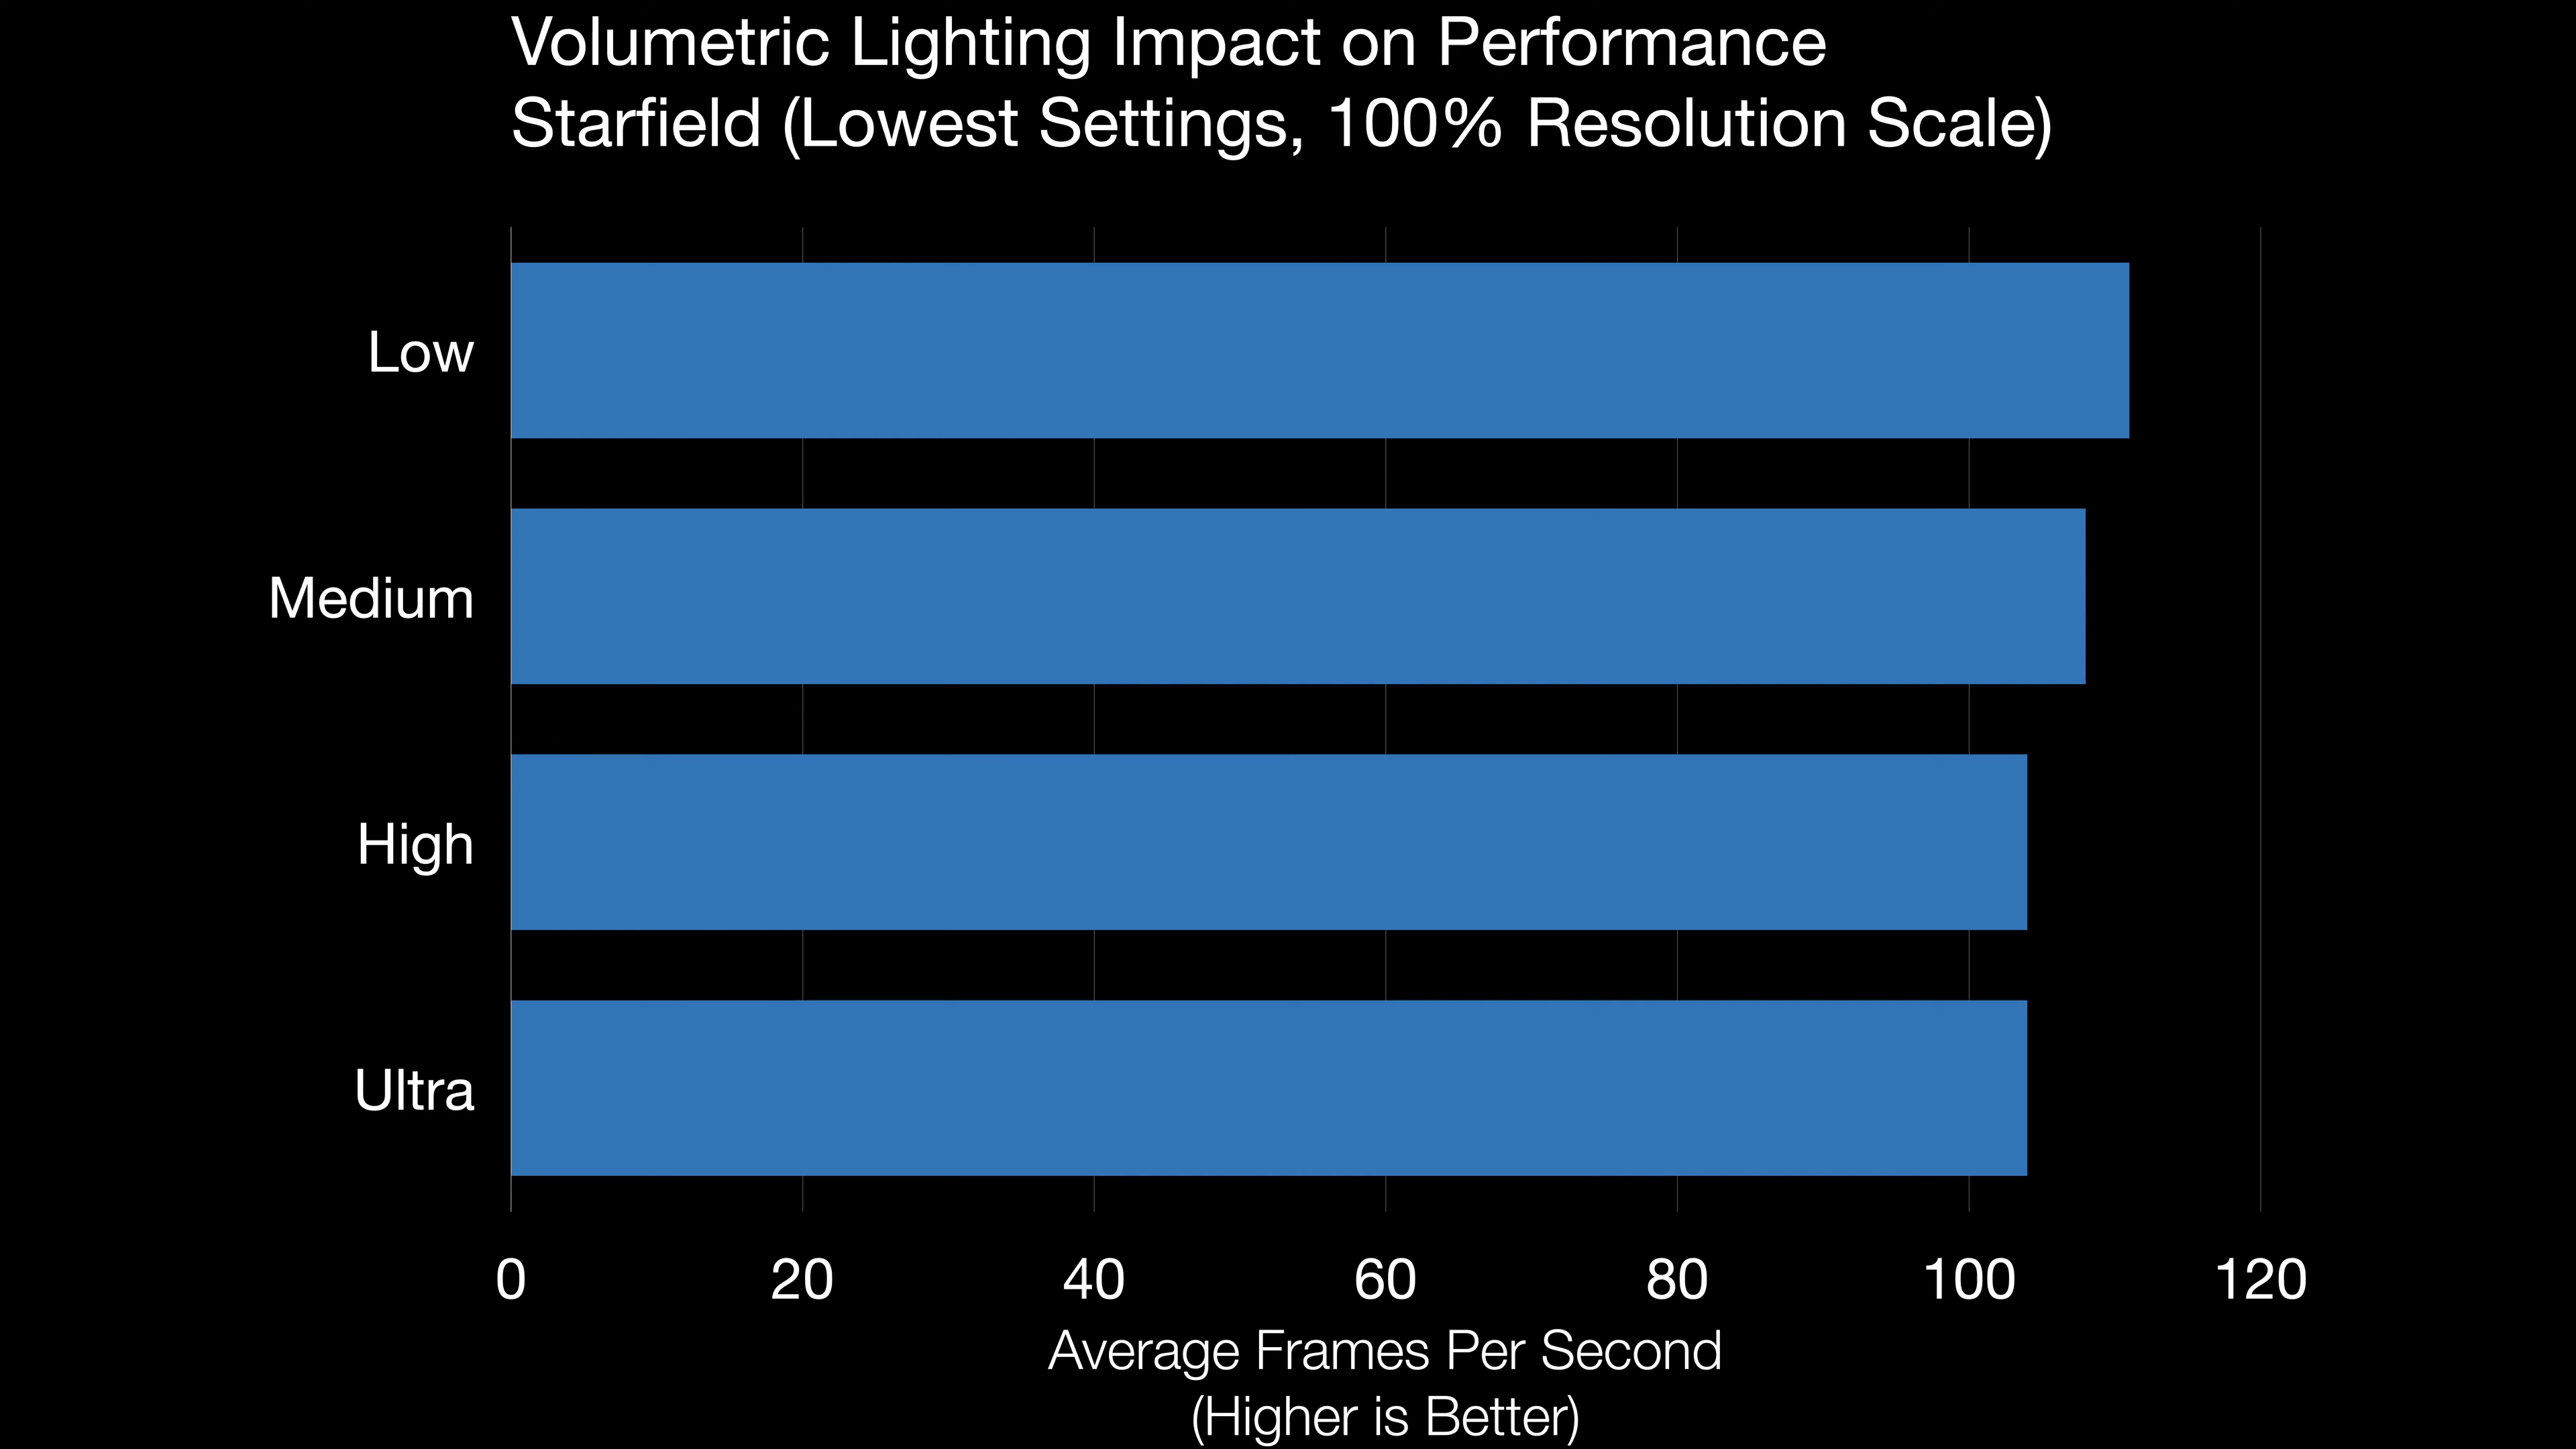 Volumetric Lighting Impact on Performance
Starfield (Lowest Settings, 100% Resolution Scale)
Low
Medium
High
Ultra
0 20 40 60 80 100 120
Average Frames Per Second
(Higher is Better)